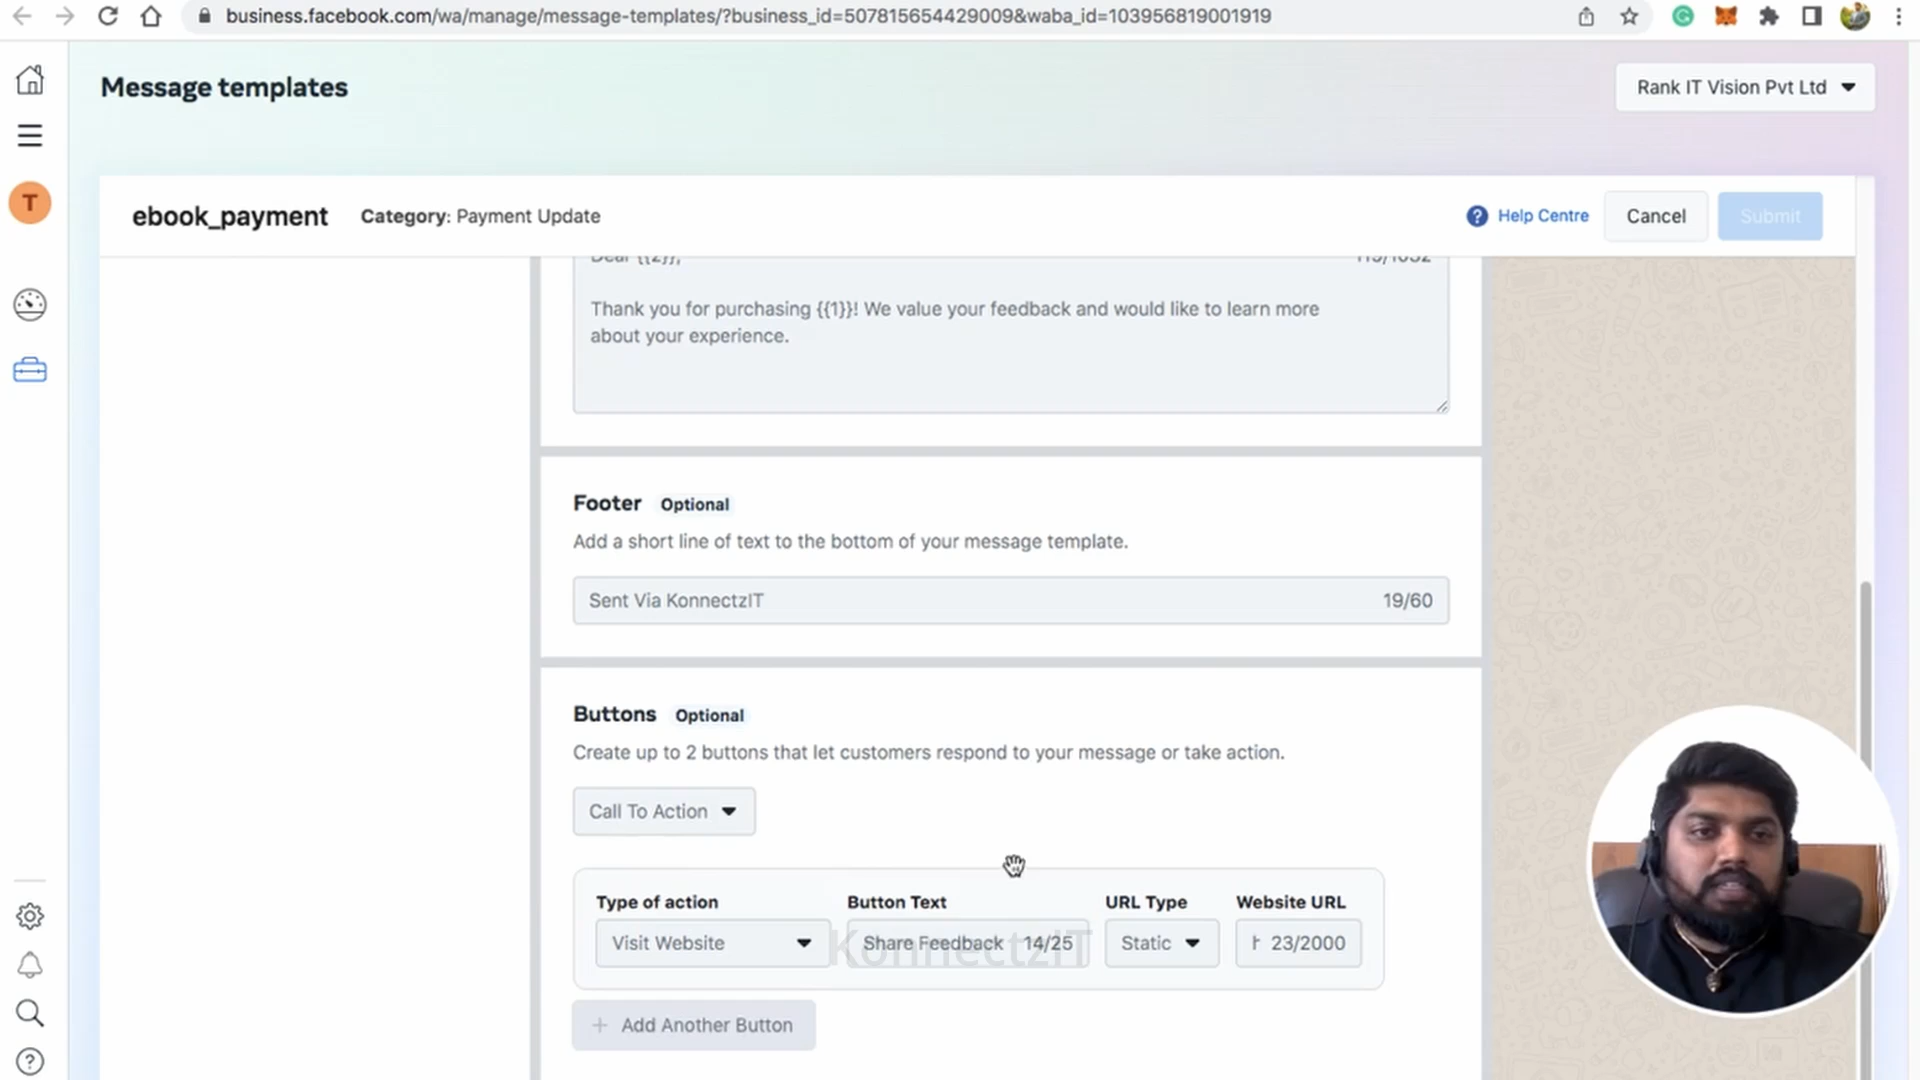 business.facebook.com/wa/manage/message-templates/?business_id=507815654429009&waba_id=103956819001919
Message templates
Rank IT Vision Pvt Ltd
T
ebook_payment
Category: Payment Update
Help Centre
Cancel
Submit
Dear {{2}},
115/1032
Thank you for purchasing {{1}}! We value your feedback and would like to learn more
about your experience.
Footer Optional
Add a short line of text to the bottom of your message template.
Sent Via KonnectzIT
19/60
Buttons Optional
Create up to 2 buttons that let customers respond to your message or take action.
Call To Action
Type of action
Button Text
URL Type
Website URL
Visit Website
Share Feedback 14/25
Static
23/2000
KonnectzIT
+ Add Another Button